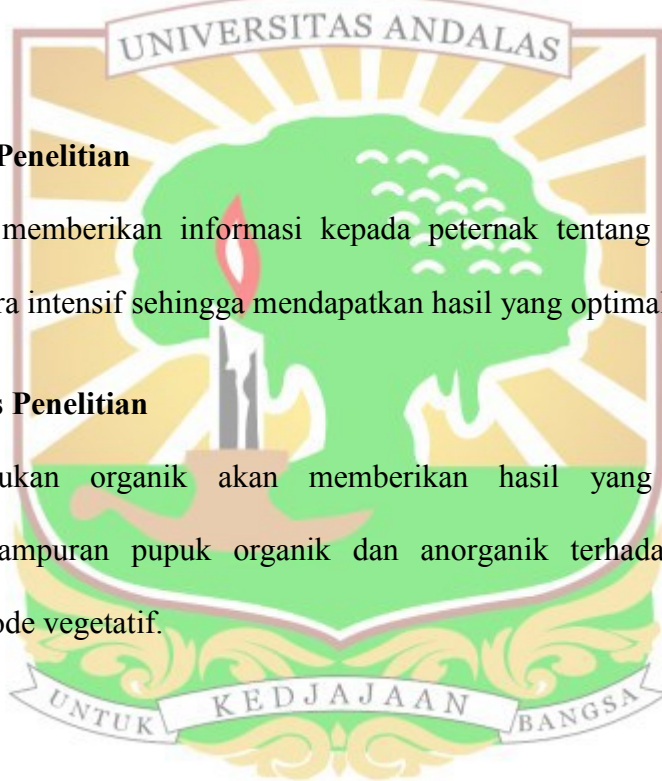 UNIVERSITAS ANDALAS
Penelitian
memberikan informasi kepada peternak tentang
ra intensif sehingga mendapatkan hasil yang optimal
s Penelitian
ukan organik akan memberikan hasil yang
ampuran pupuk organik dan anorganik terhada
ode vegetatif.
UNTUK KEDJAJAAN BANGSA